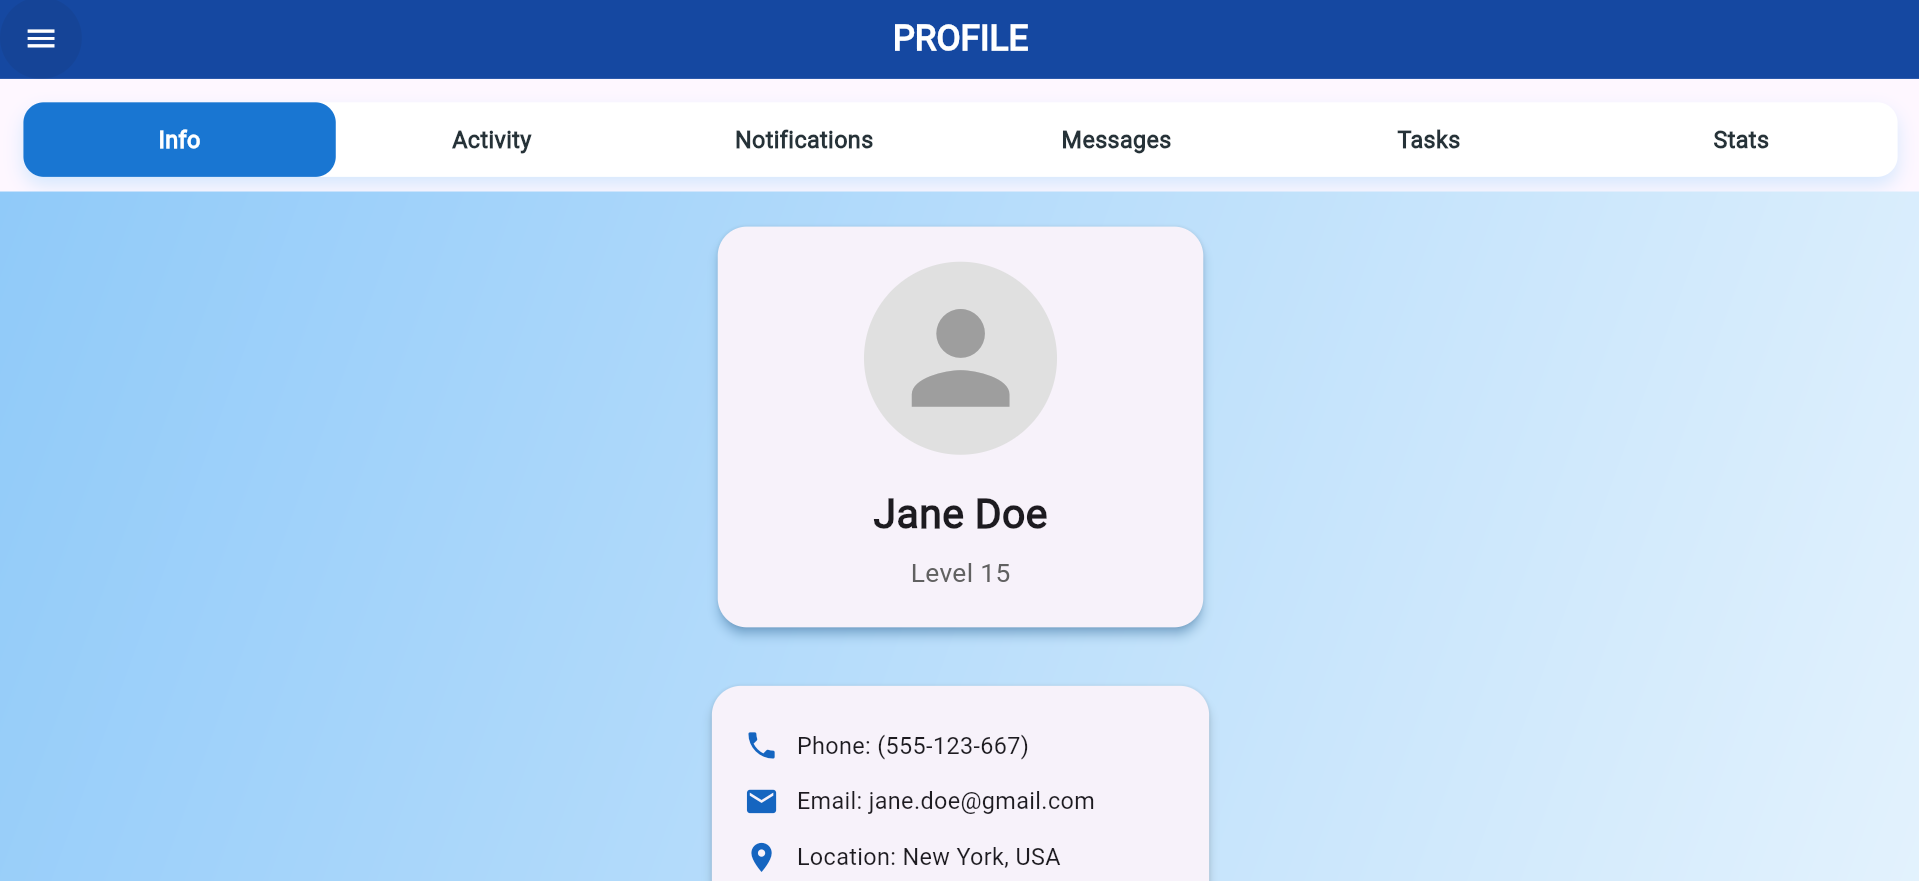 PROFILE
Info Activity Notifications Messages Tasks Stats
Jane Doe
Level 15
Phone: (555-123-667)
Email: jane.doe@gmail.com
Location: New York, USA